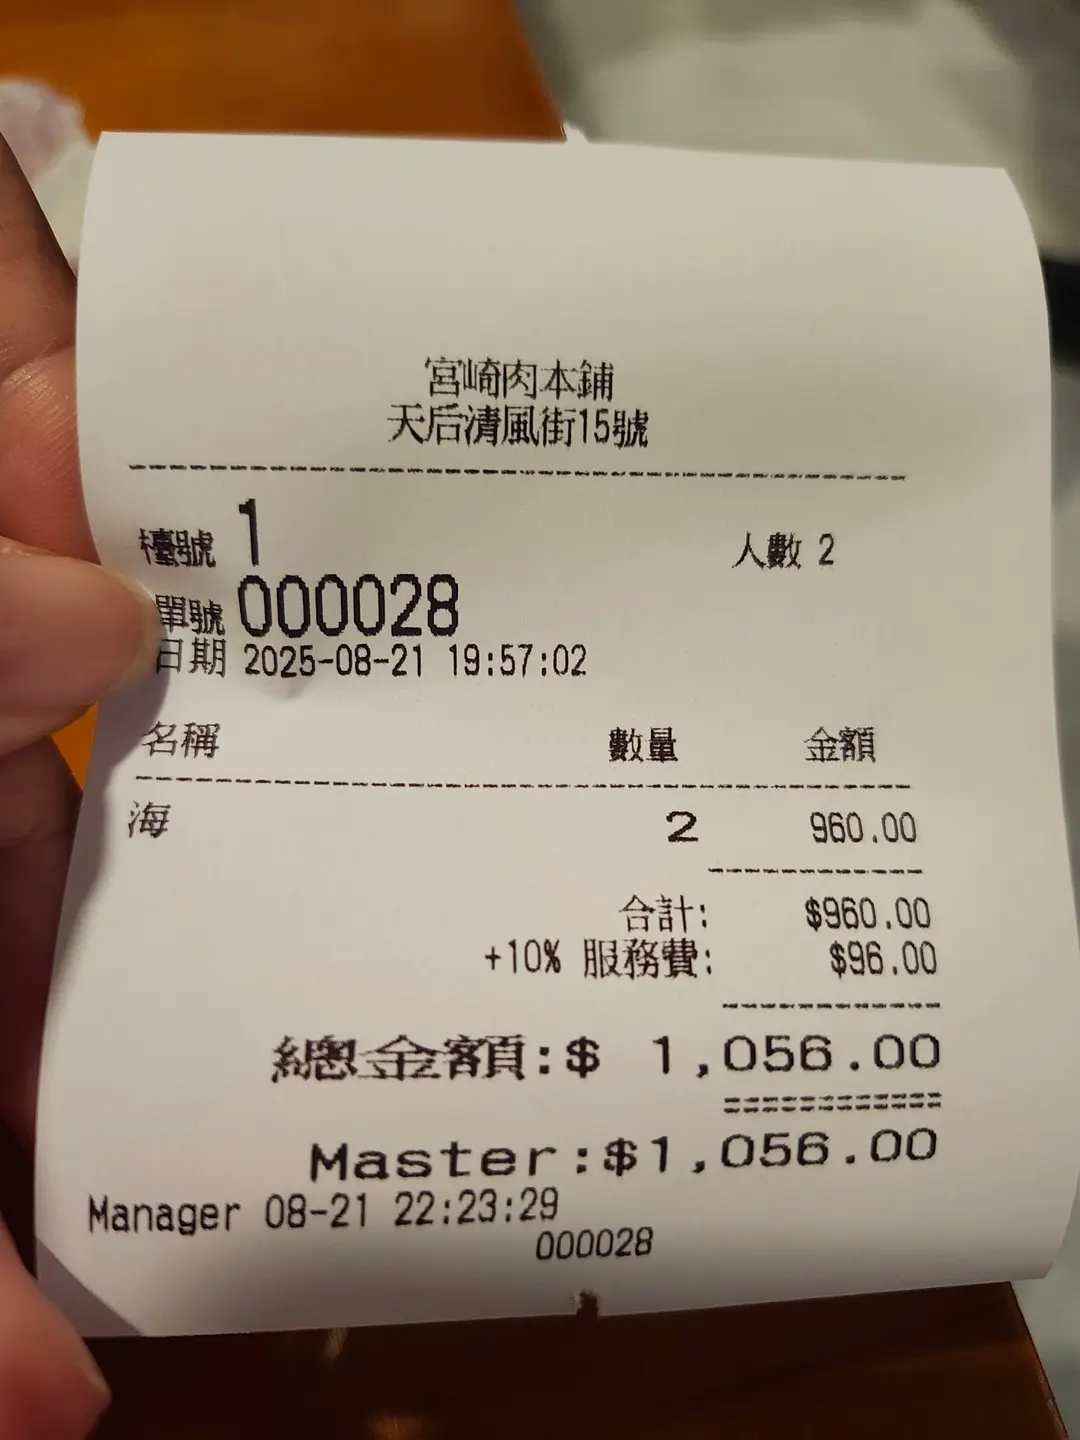 宮崎肉本鋪
天后清風街15號
檯號 1 人數 2
單號 000028
日期 2025-08-21 19:57:02
名稱 數量 金額
海 2 960.00
合計: $960.00
+10% 服務費: $96.00
總金額:$ 1,056.00
Master:$1,056.00
Manager 08-21 22:23:29
000028